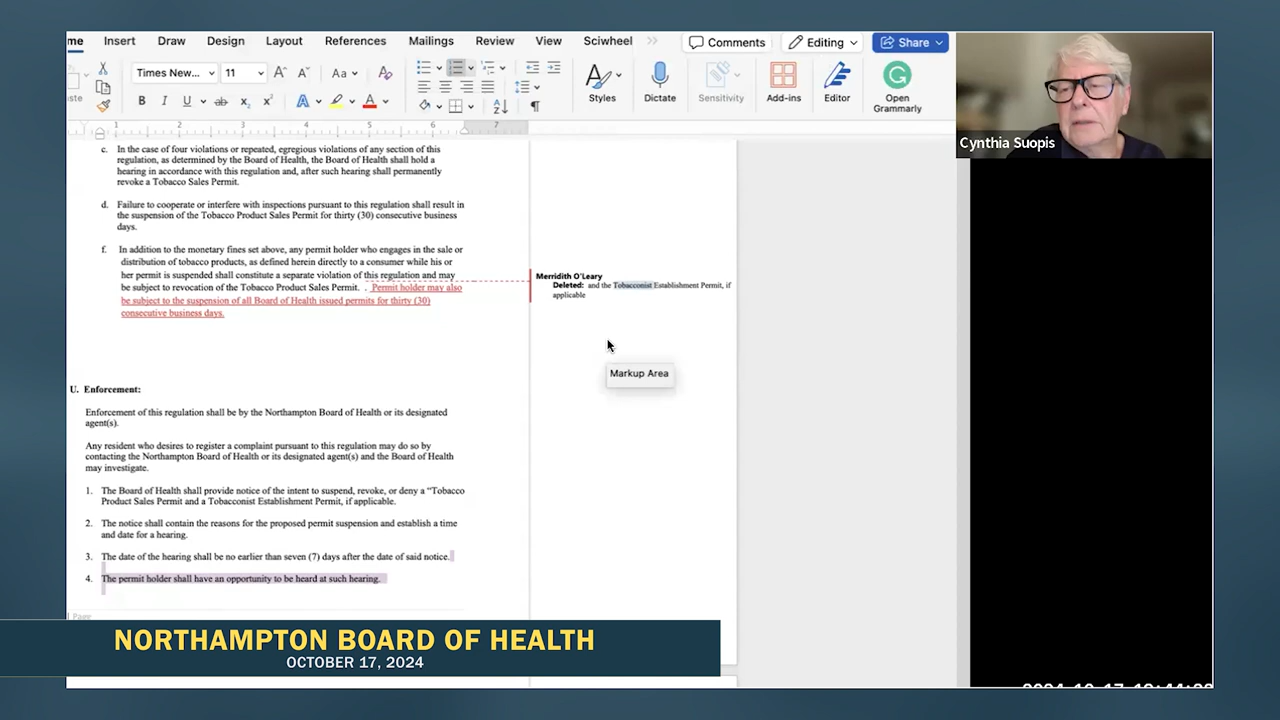 me Insert Draw Design Layout References Mailings Review View Sciwheel Comments Editing Share
Times New... 11 Aa
B I U ab x2 x2 A A
Styles Dictate Sensitivity Add-ins Editor Open Grammarly
1 2 3 4 5 6 7
c. In the case of four violations or repeated, egregious violations of any section of this
regulation, as determined by the Board of Health, the Board of Health shall hold a
hearing in accordance with this regulation and, after such hearing shall permanently
revoke a Tobacco Sales Permit.
d. Failure to cooperate or interfere with inspections pursuant to this regulation shall result in
the suspension of the Tobacco Product Sales Permit for thirty (30) consecutive business
days.
f. In addition to the monetary fines set above, any permit holder who engages in the sale or
distribution of tobacco products, as defined herein directly to a consumer while his or
her permit is suspended shall constitute a separate violation of this regulation and may
be subject to revocation of the Tobacco Product Sales Permit. . Permit holder may also
be subject to the suspension of all Board of Health issued permits for thirty (30)
consecutive business days.
Merridith O'Leary
Deleted: and the Tobacconist Establishment Permit, if
applicable
Markup Area
U. Enforcement:
Enforcement of this regulation shall be by the Northampton Board of Health or its designated
agent(s).
Any resident who desires to register a complaint pursuant to this regulation may do so by
contacting the Northampton Board of Health or its designated agent(s) and the Board of Health
may investigate.
1. The Board of Health shall provide notice of the intent to suspend, revoke, or deny a “Tobacco
Product Sales Permit and a Tobacconist Establishment Permit, if applicable.
2. The notice shall contain the reasons for the proposed permit suspension and establish a time
and date for a hearing.
3. The date of the hearing shall be no earlier than seven (7) days after the date of said notice.
4. The permit holder shall have an opportunity to be heard at such hearing.
Page
Cynthia Suopis
NORTHAMPTON BOARD OF HEALTH
OCTOBER 17, 2024